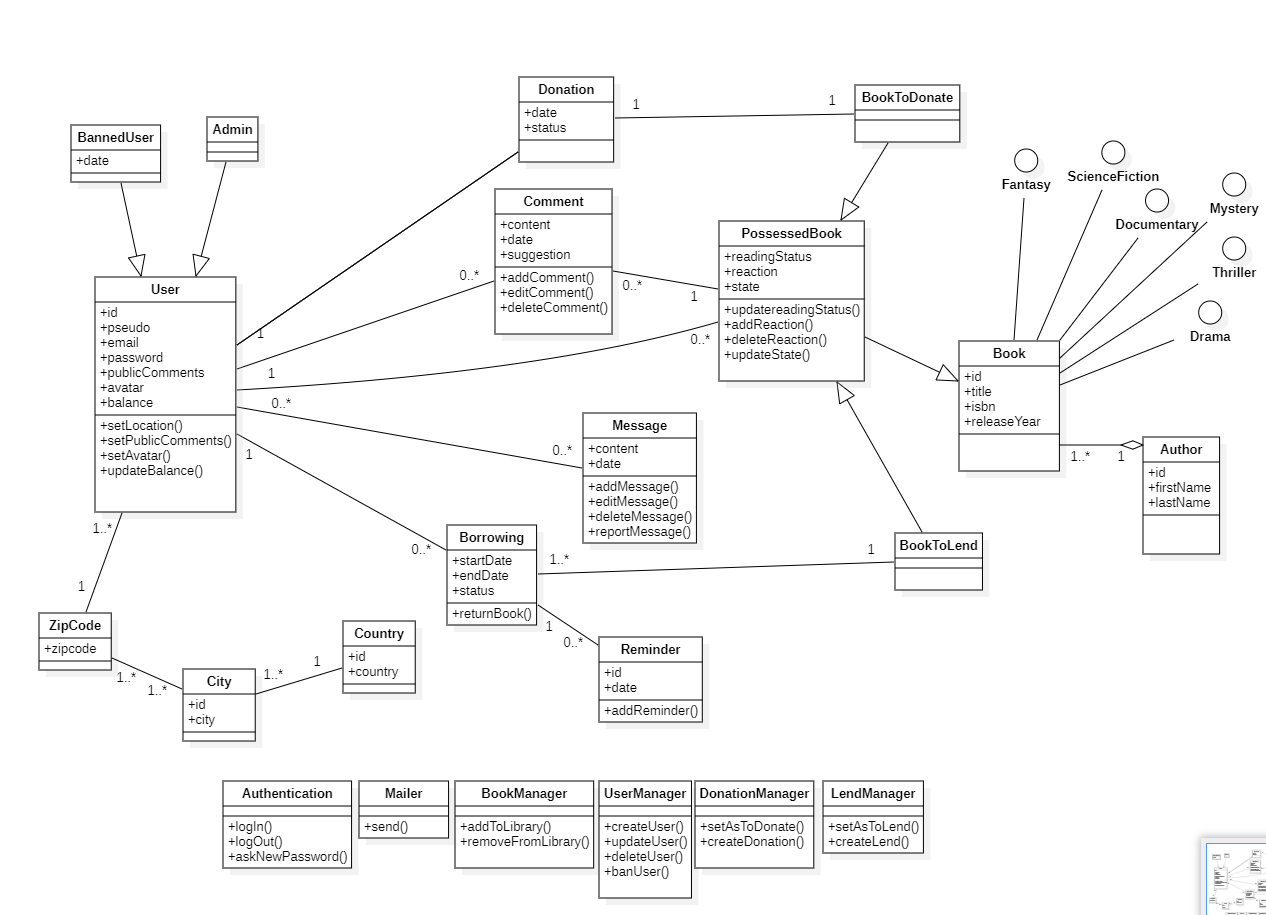 Donation
+date
+status
1
1
BookToDonate
BannedUser
+date
Admin
Fantasy
ScienceFiction
Documentary
Mystery
Thriller
Drama
Comment
+content
+date
+suggestion
+addComment()
+editComment()
+deleteComment()
0..*
0..*
1
PossessedBook
+readingStatus
+reaction
+state
+updatereadingStatus()
+addReaction()
+deleteReaction()
+updateState()
0..*
User
+id
+pseudo
+email
+password
+publicComments
+avatar
+balance
+setLocation()
+setPublicComments()
+setAvatar()
+updateBalance()
1
1
0..*
1
Book
+id
+title
+isbn
+releaseYear
1..*
1
Author
+id
+firstName
+lastName
Message
+content
+date
+addMessage()
+editMessage()
+deleteMessage()
+reportMessage()
0..*
Borrowing
+startDate
+endDate
+status
+returnBook()
0..*
1..*
1
BookToLend
1
0..*
Reminder
+id
+date
+addReminder()
1..*
1
ZipCode
+zipcode
1..*
1..*
City
+id
+city
1..*
1
Country
+id
+country
Authentication
+logIn()
+logOut()
+askNewPassword()
Mailer
+send()
BookManager
+addToLibrary()
+removeFromLibrary()
UserManager
+createUser()
+updateUser()
+deleteUser()
+banUser()
DonationManager
+setAsToDonate()
+createDonation()
LendManager
+setAsToLend()
+createLend()